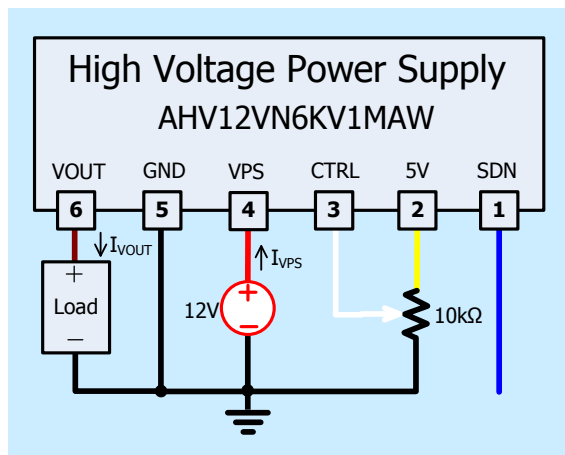 High Voltage Power Supply
AHV12VN6KV1MAW
VOUT GND VPS CTRL 5V SDN
6 5 4 3 2 1
↓IVOUT ↑IVPS
+ +
Load 12V 10kΩ
− −